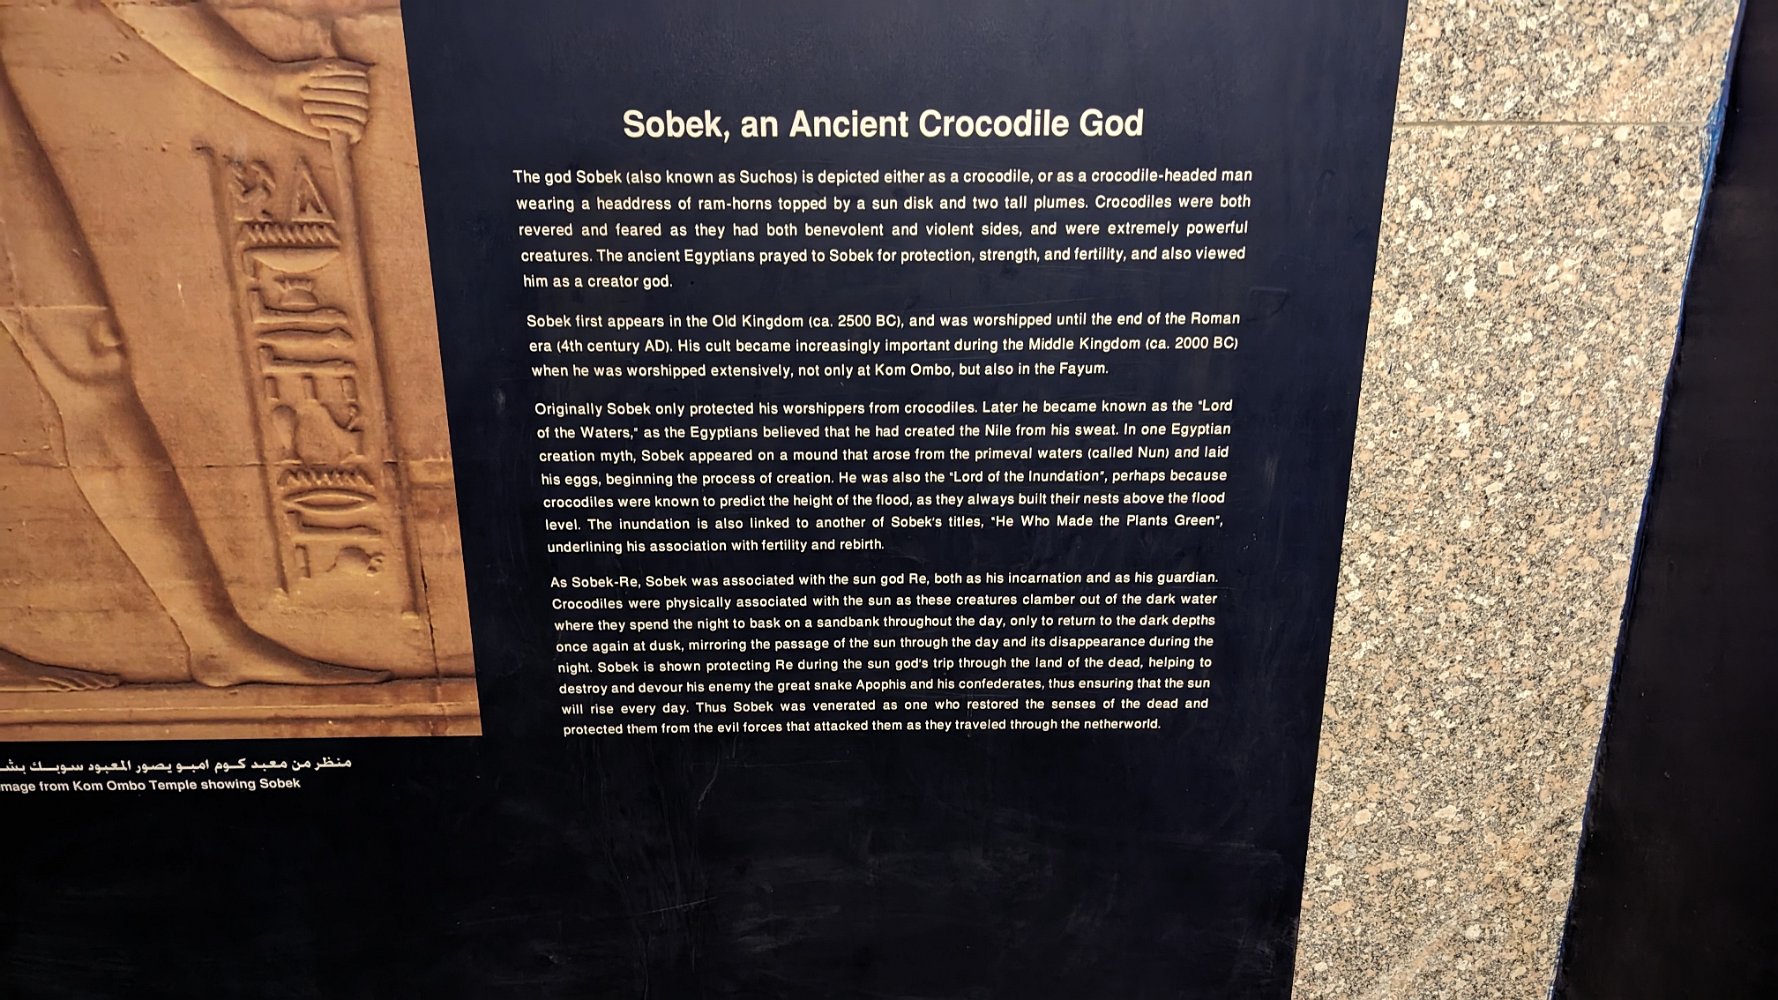 Sobek, an Ancient Crocodile God
The god Sobek (also known as Suchos) is depicted either as a crocodile, or as a crocodile-headed man
wearing a headdress of ram-horns topped by a sun disk and two tall plumes. Crocodiles were both
revered and feared as they had both benevolent and violent sides, and were extremely powerful
creatures. The ancient Egyptians prayed to Sobek for protection, strength, and fertility, and also viewed
him as a creator god.
Sobek first appears in the Old Kingdom (ca. 2500 BC), and was worshipped until the end of the Roman
era (4th century AD). His cult became increasingly important during the Middle Kingdom (ca. 2000 BC)
when he was worshipped extensively, not only at Kom Ombo, but also in the Fayum.
Originally Sobek only protected his worshippers from crocodiles. Later he became known as the "Lord
of the Waters," as the Egyptians believed that he had created the Nile from his sweat. In one Egyptian
creation myth, Sobek appeared on a mound that arose from the primeval waters (called Nun) and laid
his eggs, beginning the process of creation. He was also the "Lord of the Inundation", perhaps because
crocodiles were known to predict the height of the flood, as they always built their nests above the flood
level. The inundation is also linked to another of Sobek's titles, "He Who Made the Plants Green",
underlining his association with fertility and rebirth.
As Sobek-Re, Sobek was associated with the sun god Re, both as his incarnation and as his guardian.
Crocodiles were physically associated with the sun as these creatures clamber out of the dark water
where they spend the night to bask on a sandbank throughout the day, only to return to the dark depths
once again at dusk, mirroring the passage of the sun through the day and its disappearance during the
night. Sobek is shown protecting Re during the sun god's trip through the land of the dead, helping to
destroy and devour his enemy the great snake Apophis and his confederates, thus ensuring that the sun
will rise every day. Thus Sobek was venerated as one who restored the senses of the dead and
protected them from the evil forces that attacked them as they traveled through the netherworld.
منظر من معبد كوم امبو يصور المعبود سوبك بشـ
mage from Kom Ombo Temple showing Sobek